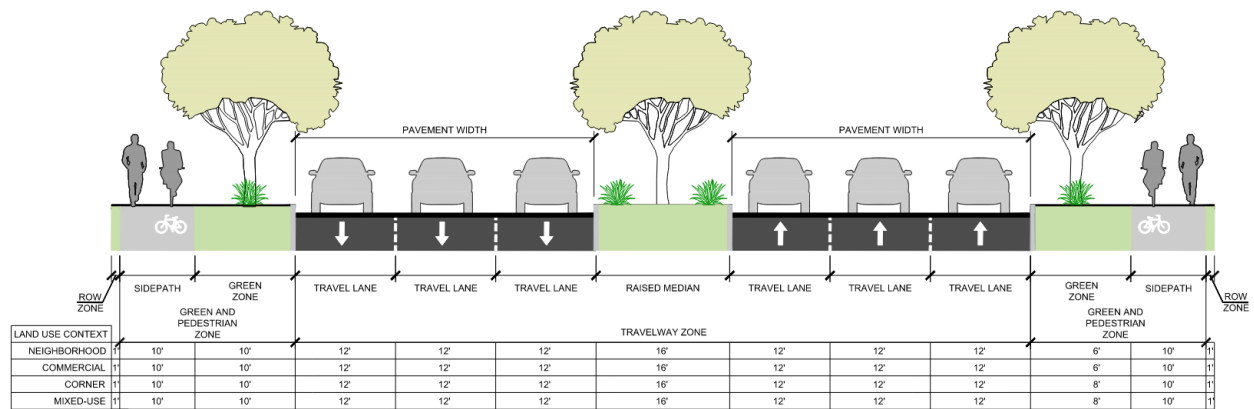 PAVEMENT WIDTH
PAVEMENT WIDTH
ROW
ZONE
SIDEPATH
GREEN
ZONE
TRAVEL LANE
TRAVEL LANE
TRAVEL LANE
RAISED MEDIAN
TRAVEL LANE
TRAVEL LANE
TRAVEL LANE
GREEN
ZONE
SIDEPATH
ROW
ZONE
GREEN AND
PEDESTRIAN
ZONE
TRAVELWAY ZONE
GREEN AND
PEDESTRIAN
ZONE
LAND USE CONTEXT
NEIGHBORHOOD 1' 10' 10' 12' 12' 12' 16' 12' 12' 12' 6' 10' 1'
COMMERCIAL 1' 10' 10' 12' 12' 12' 16' 12' 12' 12' 6' 10' 1'
CORNER 1' 10' 10' 12' 12' 12' 16' 12' 12' 12' 8' 10' 1'
MIXED-USE 1' 10' 10' 12' 12' 12' 16' 12' 12' 12' 8' 10' 1'